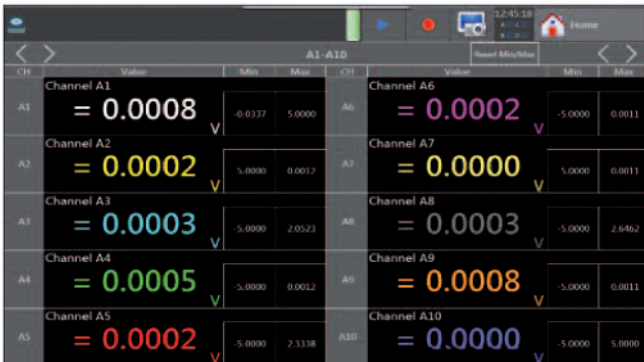 12:45:18
A C
B D
Home
A1-A10
Reset Min/Max
CH Value Min Max CH Value Min Max
Channel A1
A1 = 0.0008 V -0.0337 5.0000
Channel A6
A6 = 0.0002 V -5.0000 0.0011
Channel A2
A2 = 0.0002 V 5.0000 0.0012
Channel A7
A7 = 0.0000 V 5.0000 0.0011
Channel A3
A3 = 0.0003 V -5.0000 2.0523
Channel A8
A8 = 0.0003 V -5.0000 2.6462
Channel A4
A4 = 0.0005 V -5.0000 0.0012
Channel A9
A9 = 0.0008 V -5.0000 0.0011
Channel A5
A5 = 0.0002 V -5.0000 2.3338
Channel A10
A10 = 0.0000 V -5.0000 5.0000